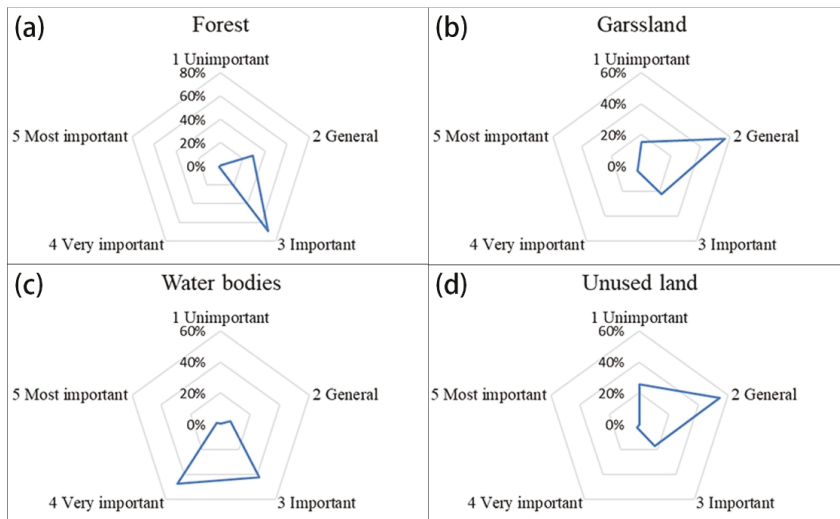 (a)
Forest
1 Unimportant
80%
60%
40%
20%
0%
5 Most important
2 General
4 Very important
3 Important
(b)
Garssland
1 Unimportant
60%
40%
20%
0%
5 Most important
2 General
4 Very important
3 Important
(c)
Water bodies
1 Unimportant
60%
40%
20%
0%
5 Most important
2 General
4 Very important
3 Important
(d)
Unused land
1 Unimportant
60%
40%
20%
0%
5 Most important
2 General
4 Very important
3 Important